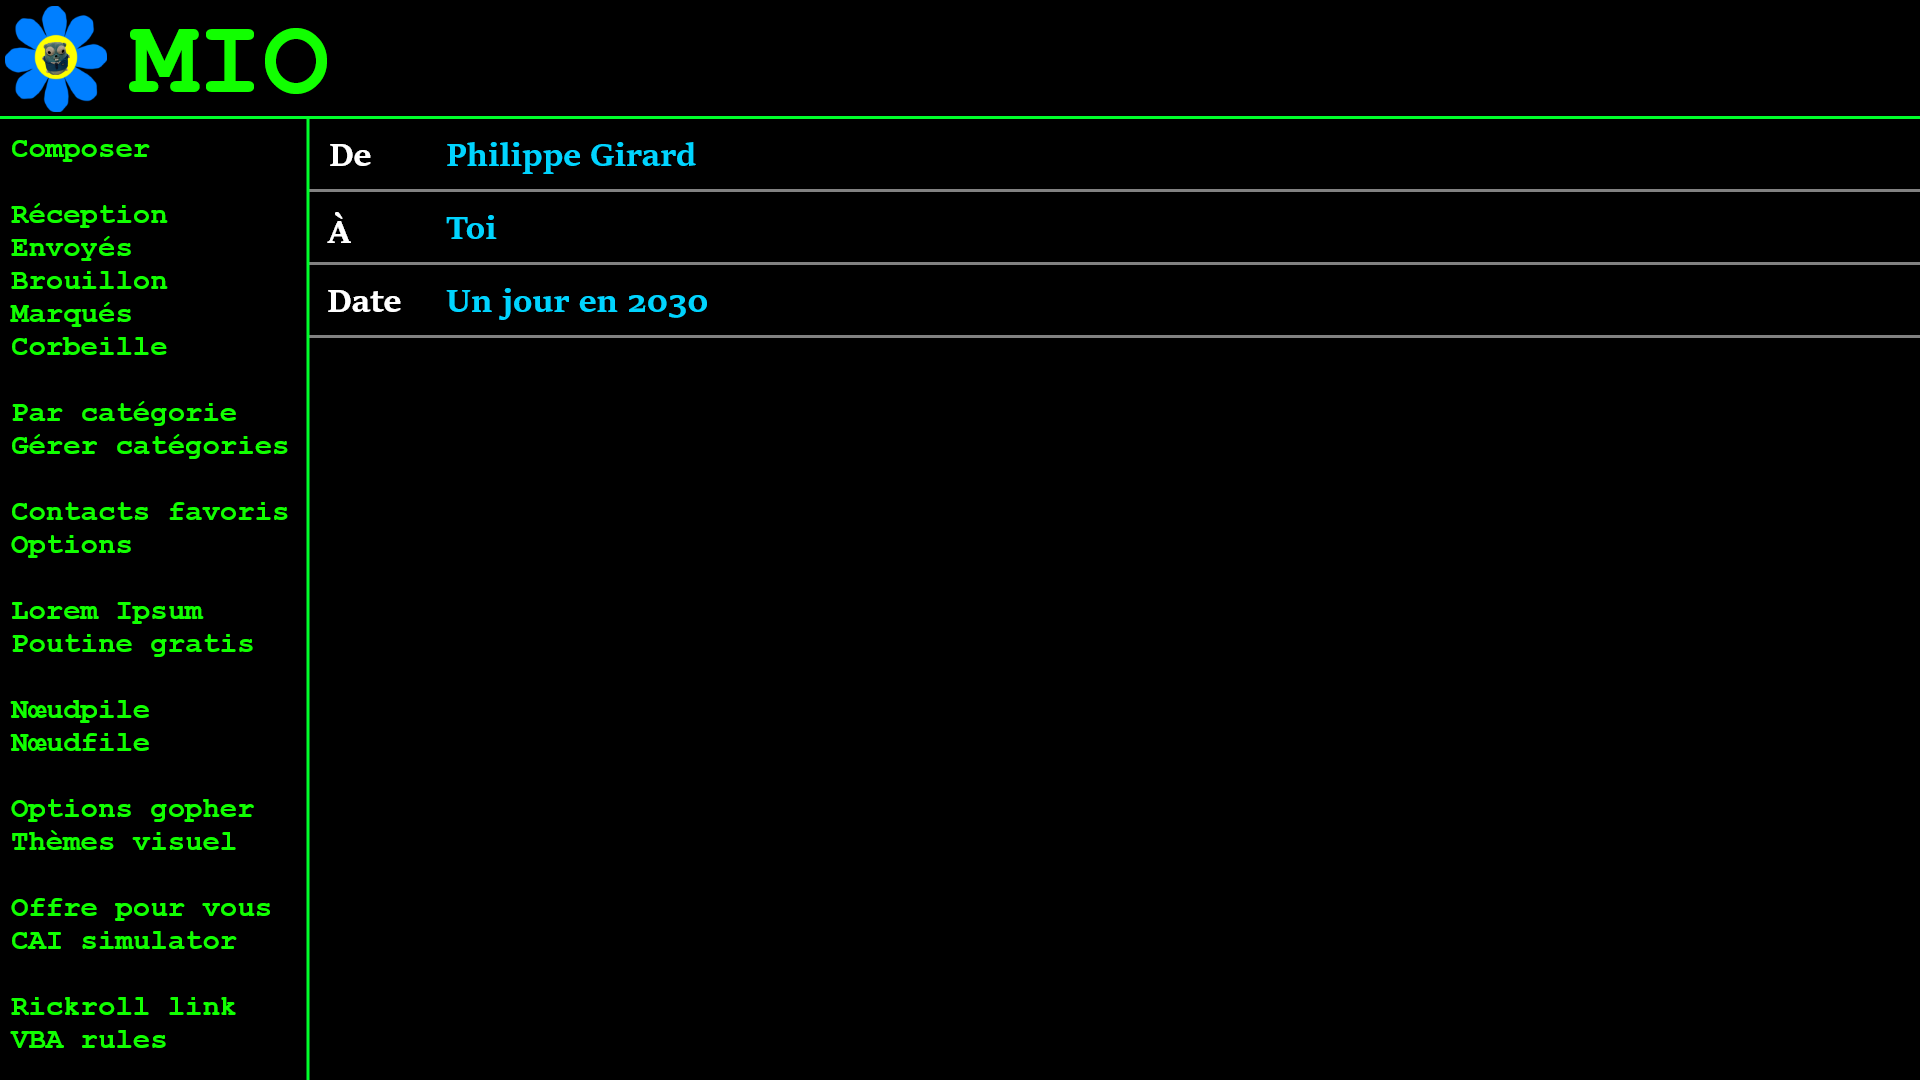 MIO
Composer
Réception
Envoyés
Brouillon
Marqués
Corbeille
Par catégorie
Gérer catégories
Contacts favoris
Options
Lorem Ipsum
Poutine gratis
Nœudpile
Nœudfile
Options gopher
Thèmes visuel
Offre pour vous
CAI simulator
Rickroll link
VBA rules
De Philippe Girard
À Toi
Date Un jour en 2030